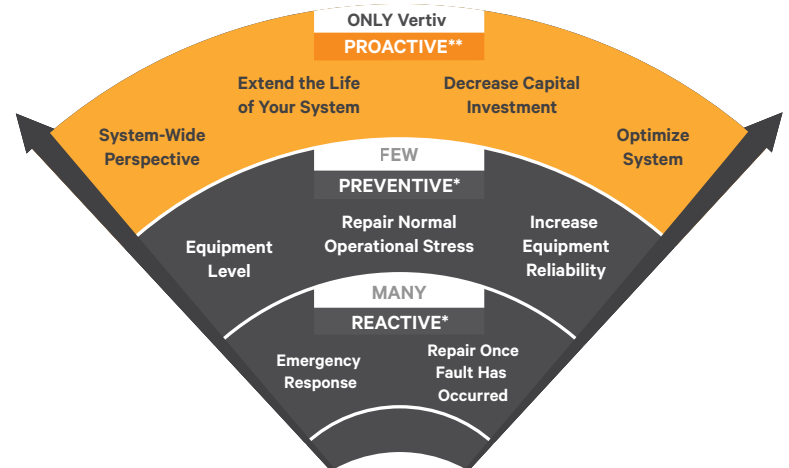 ONLY Vertiv
PROACTIVE**
Extend the Life
of Your System
Decrease Capital
Investment
System-Wide
Perspective
Optimize
System
FEW
PREVENTIVE*
Repair Normal
Operational Stress
Equipment
Level
Increase
Equipment
Reliability
MANY
REACTIVE*
Emergency
Response
Repair Once
Fault Has
Occurred